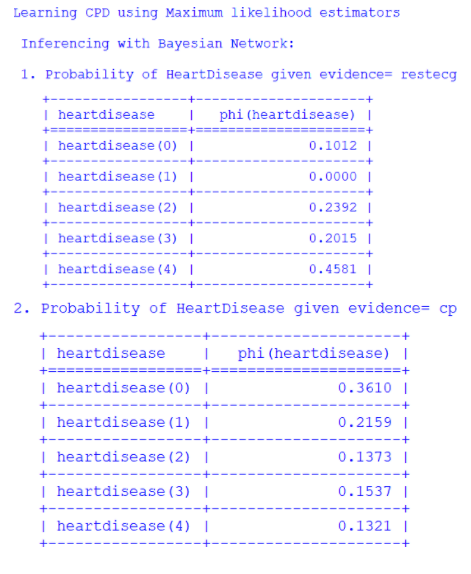 Learning CPD using Maximum likelihood estimators
Inferencing with Bayesian Network:
1. Probability of HeartDisease given evidence= restecg
+-----------------+---------------------+
| heartdisease    |   phi(heartdisease) |
+=================+=====================+
| heartdisease(0) |              0.1012 |
+-----------------+---------------------+
| heartdisease(1) |              0.0000 |
+-----------------+---------------------+
| heartdisease(2) |              0.2392 |
+-----------------+---------------------+
| heartdisease(3) |              0.2015 |
+-----------------+---------------------+
| heartdisease(4) |              0.4581 |
+-----------------+---------------------+
2. Probability of HeartDisease given evidence= cp
+-----------------+---------------------+
| heartdisease    |   phi(heartdisease) |
+=================+=====================+
| heartdisease(0) |              0.3610 |
+-----------------+---------------------+
| heartdisease(1) |              0.2159 |
+-----------------+---------------------+
| heartdisease(2) |              0.1373 |
+-----------------+---------------------+
| heartdisease(3) |              0.1537 |
+-----------------+---------------------+
| heartdisease(4) |              0.1321 |
+-----------------+---------------------+